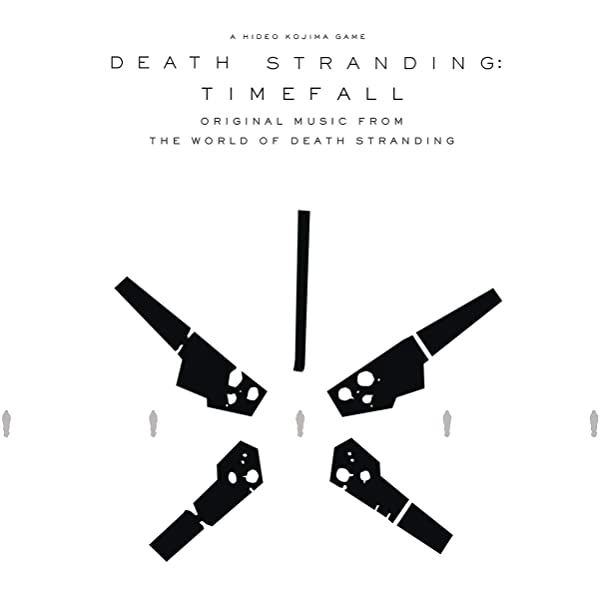 A HIDEO KOJIMA GAME
DEATH STRANDING:
TIMEFALL
ORIGINAL MUSIC FROM
THE WORLD OF DEATH STRANDING